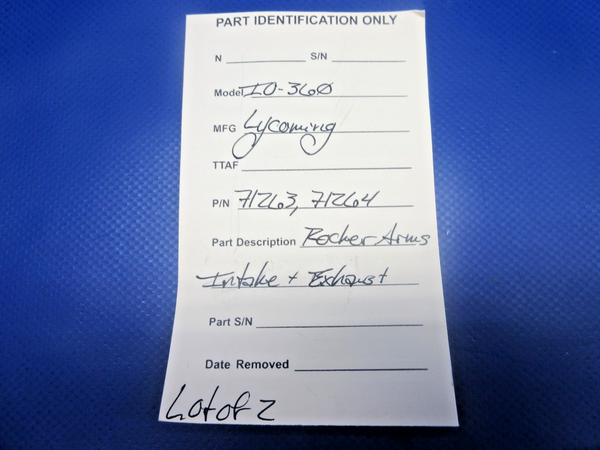 PART IDENTIFICATION ONLY
N S/N
Model IO-360
MFG Lycoming
TTAF
P/N 71263, 71264
Part Description Rocker Arms
Intake + Exhaust
Part S/N
Date Removed
Lot of 2